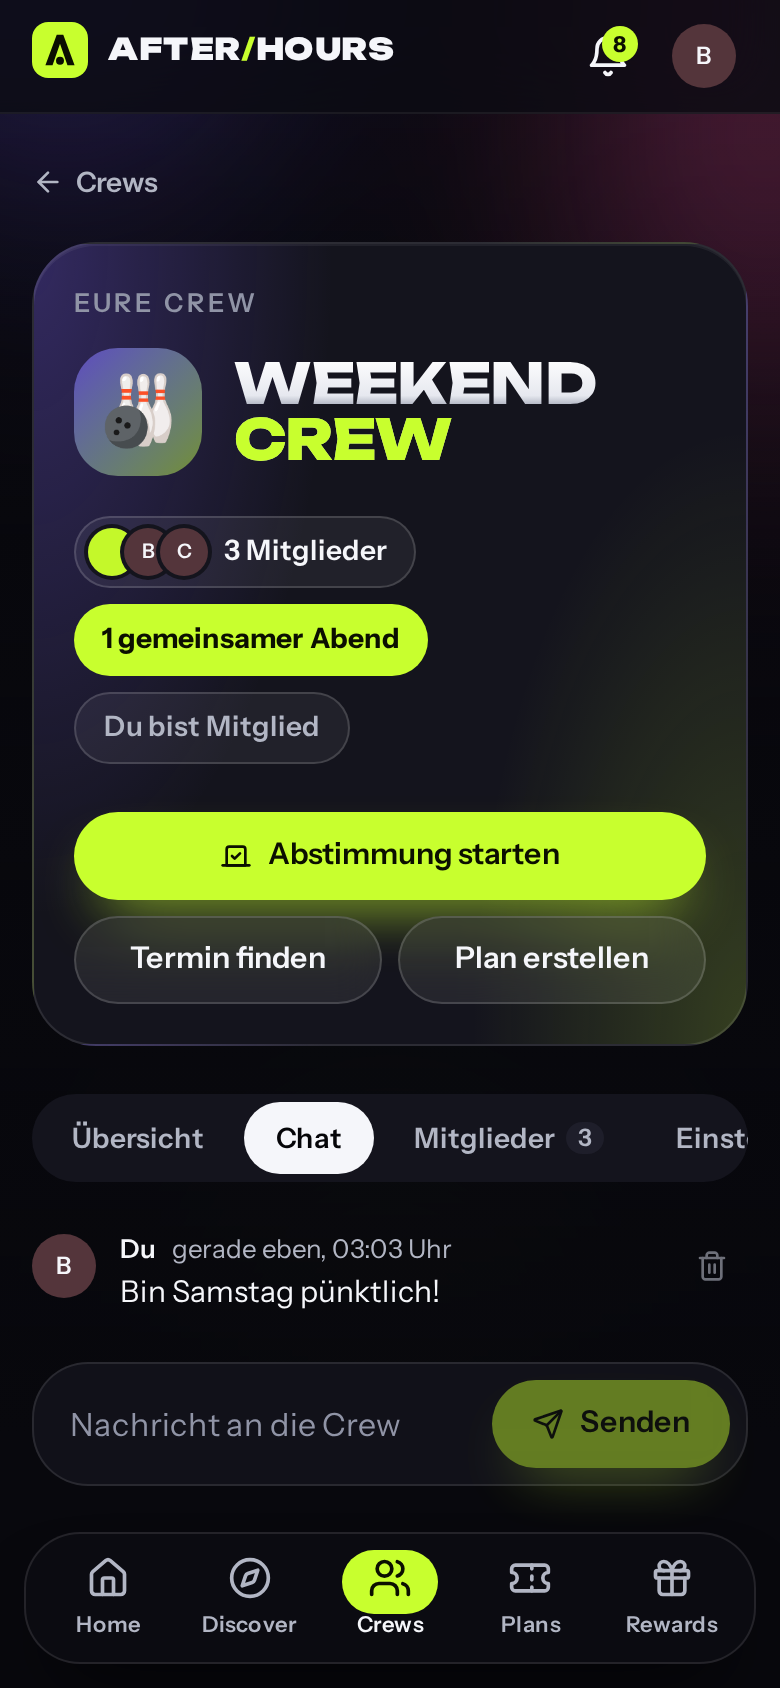 AFTER/HOURS
8
B
Crews
EURE CREW
WEEKEND
CREW
B
C
3 Mitglieder
1 gemeinsamer Abend
Du bist Mitglied
Abstimmung starten
Termin finden
Plan erstellen
Übersicht
Chat
Mitglieder 3
B
Du gerade eben, 03:03 Uhr
Bin Samstag pünktlich!
Nachricht an die Crew
Senden
Home
Discover
Crews
Plans
Rewards